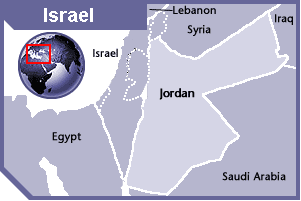 Israel
Lebanon
Syria
Iraq
Israel
Jordan
Egypt
Saudi Arabia